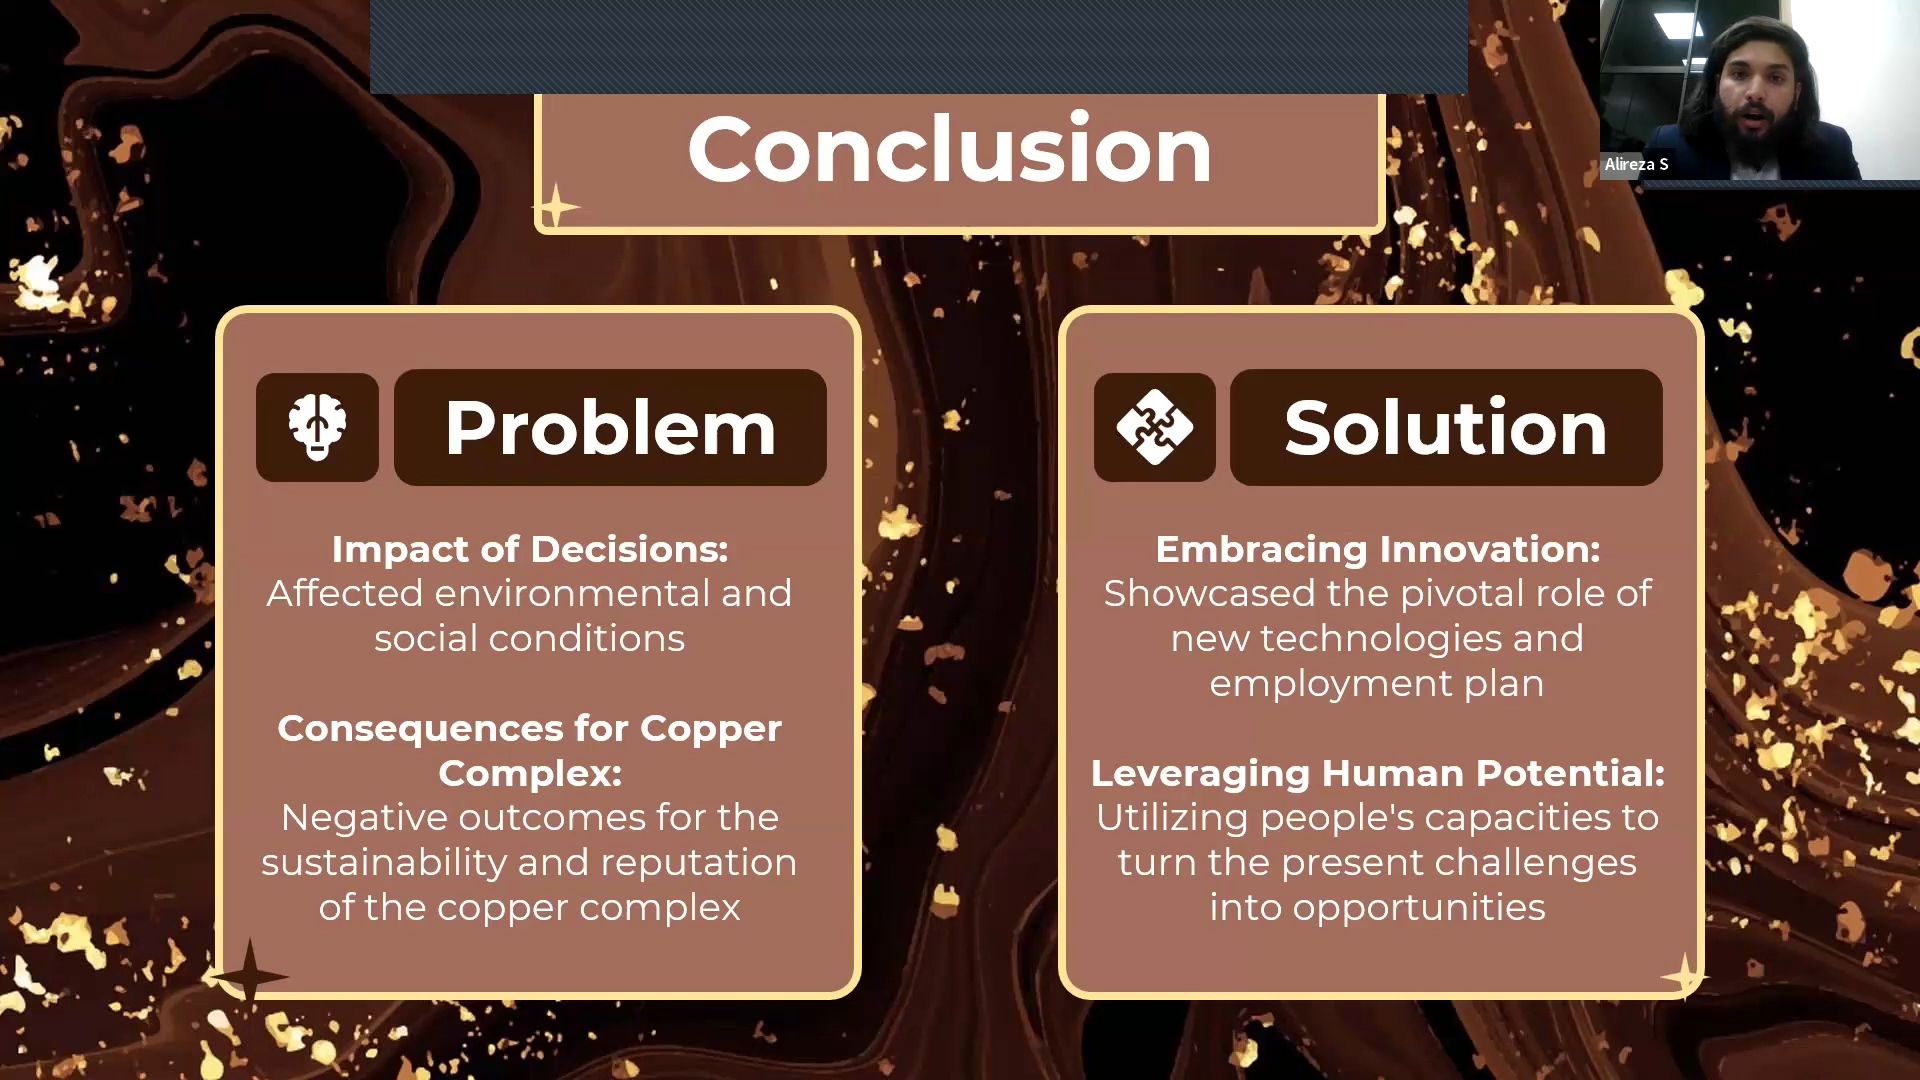 Conclusion
Alireza S
Problem
Impact of Decisions:
Affected environmental and
social conditions
Consequences for Copper
Complex:
Negative outcomes for the
sustainability and reputation
of the copper complex
Solution
Embracing Innovation:
Showcased the pivotal role of
new technologies and
employment plan
Leveraging Human Potential:
Utilizing people's capacities to
turn the present challenges
into opportunities